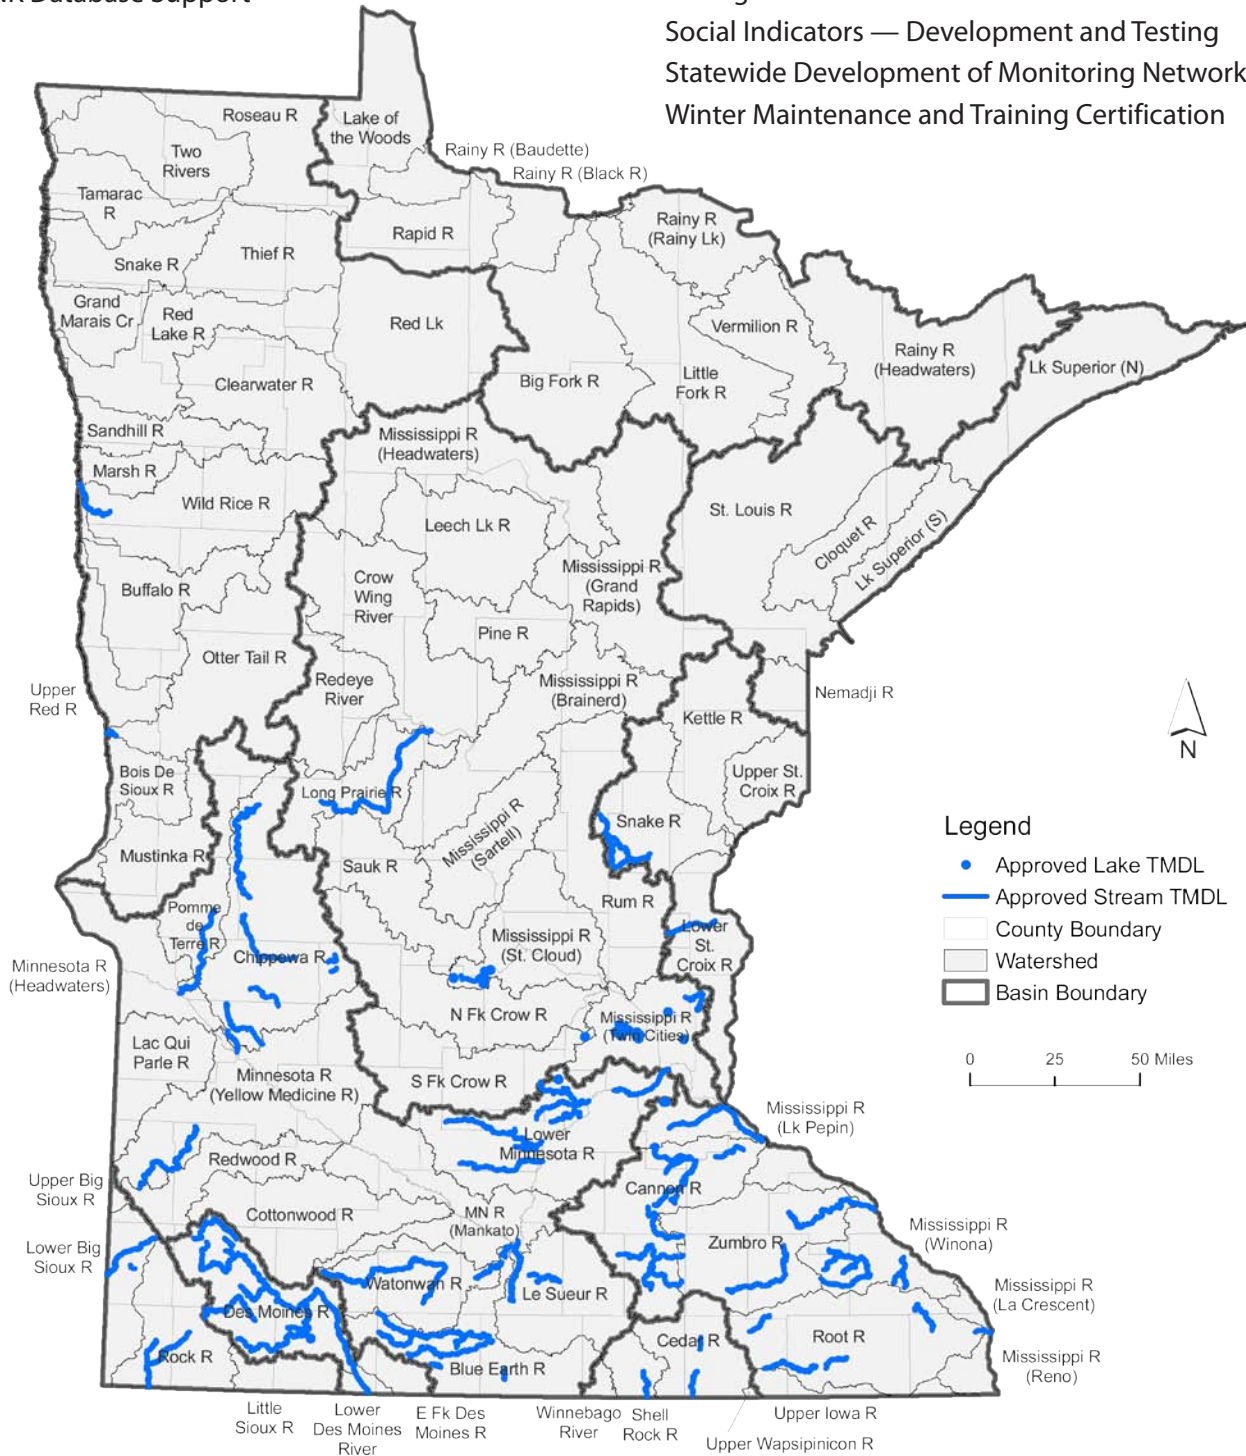 Database Support
Social Indicators — Development and Testing
Statewide Development of Monitoring Network
Winter Maintenance and Training Certification
Roseau R
Lake of
the Woods
Two
Rivers
Rainy R (Baudette)
Rainy R (Black R)
Tamarac
R
Rapid R
Rainy R
(Rainy Lk)
Snake R
Thief R
Grand
Marais Cr
Red
Lake R
Red Lk
Vermilion R
Rainy R
(Headwaters)
Lk Superior (N)
Clearwater R
Big Fork R
Little
Fork R
Sandhill R
Mississippi R
(Headwaters)
Marsh R
Wild Rice R
Leech Lk R
St. Louis R
Cloquet R
Lk Superior (S)
Buffalo R
Crow
Wing
River
Mississippi R
(Grand
Rapids)
Pine R
Otter Tail R
Redeye
River
Mississippi R
(Brainerd)
Upper
Red R
Nemadji R
Kettle R
N
Bois De
Sioux R
Long Prairie R
Upper St.
Croix R
Mustinka R
Sauk R
Mississippi R
(Sartell)
Snake R
Legend
Approved Lake TMDL
Approved Stream TMDL
County Boundary
Watershed
Basin Boundary
Pomme
de
Terre R
Chippewa R
Rum R
Mississippi R
(St. Cloud)
Lower
St.
Croix R
Minnesota R
(Headwaters)
N Fk Crow R
Mississippi R
(Twin Cities)
Lac Qui
Parle R
Minnesota R
(Yellow Medicine R)
S Fk Crow R
0 25 50 Miles
Mississippi R
(Lk Pepin)
Lower
Minnesota R
Redwood R
Upper Big
Sioux R
Cannon R
Cottonwood R
MN R
(Mankato)
Lower Big
Sioux R
Zumbro R
Mississippi R
(Winona)
Watonwan R
Le Sueur R
Mississippi R
(La Crescent)
Des Moines R
Rock R
Cedar R
Root R
Blue Earth R
Mississippi R
(Reno)
Little
Sioux R
Lower
Des Moines
River
E Fk Des
Moines R
Winnebago
River
Shell
Rock R
Upper Iowa R
Upper Wapsipinicon R